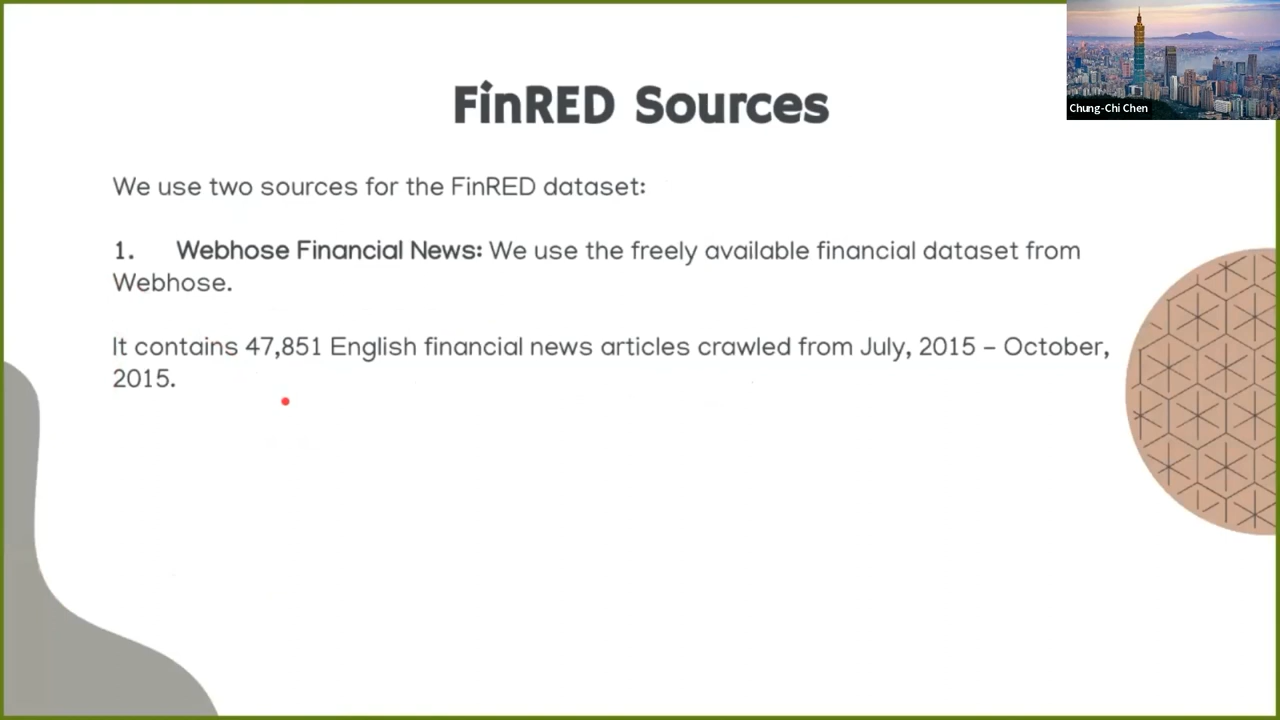 Chung-Chi Chen
FinRED Sources
We use two sources for the FinRED dataset:
1. Webhose Financial News: We use the freely available financial dataset from
Webhose.
It contains 47,851 English financial news articles crawled from July, 2015 – October,
2015.